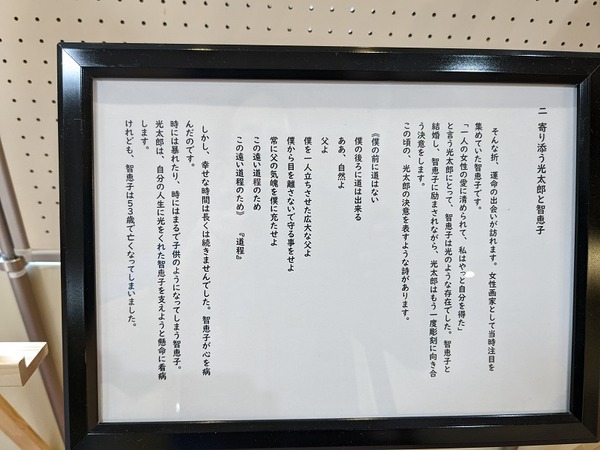 二 寄り添う光太郎と智恵子
そんな折、運命の出会いが訪れます。女性画家として当時注目を
集めていた智恵子です。
「一人の女性の愛に清められて、私はやっと自分を得た」
と言う光太郎にとって、智恵子は光のような存在でした。智恵子と
結婚し、智恵子に励まされながら、光太郎はもう一度彫刻に向き合
う決意をします。
この頃の、光太郎の決意を表すような詩があります。
《僕の前に道はない
僕の後ろに道は出来る
ああ、自然よ
父よ
僕を一人立ちさせた広大な父よ
僕から目を離さないで守る事をせよ
常に父の気魄を僕に充たせよ
この遠い道程のため
この遠い道程のため》 『道程』
しかし、幸せな時間は長くは続きませんでした。智恵子が心を病
んだのです。
時には暴れたり、時にはまるで子供のようになってしまう智恵子。
光太郎は、自分の人生に光をくれた智恵子を支えようと懸命に看病
します。
けれども、智恵子は53歳で亡くなってしまいました。